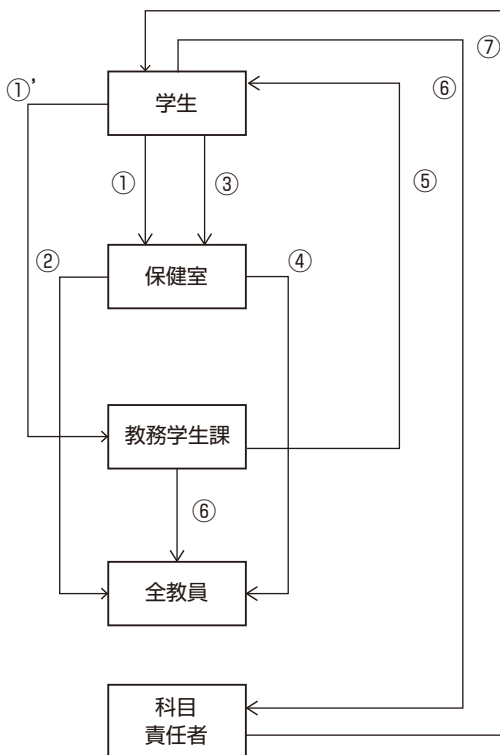 ⑦
⑥
①’
学生
⑤
①
③
②
④
保健室
教務学生課
⑥
全教員
科目
責任者